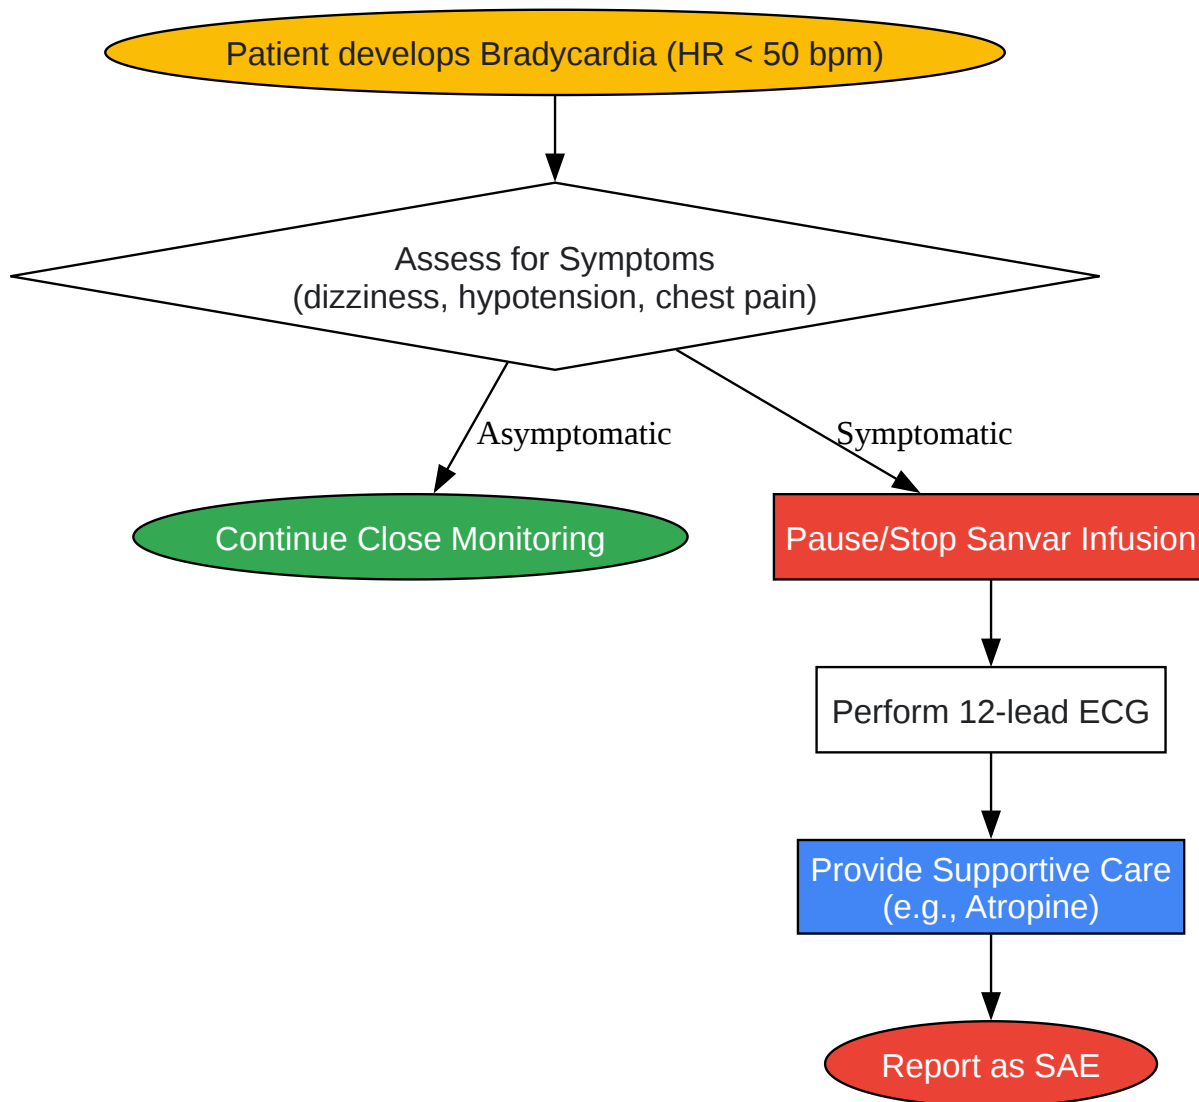 Patient develops Bradycardia (HR < 50 bpm)
Assess for Symptoms
(dizziness, hypotension, chest pain)
Asymptomatic
Symptomatic
Continue Close Monitoring
Pause/Stop Sanvar Infusion
Perform 12-lead ECG
Provide Supportive Care
(e.g., Atropine)
Report as SAE